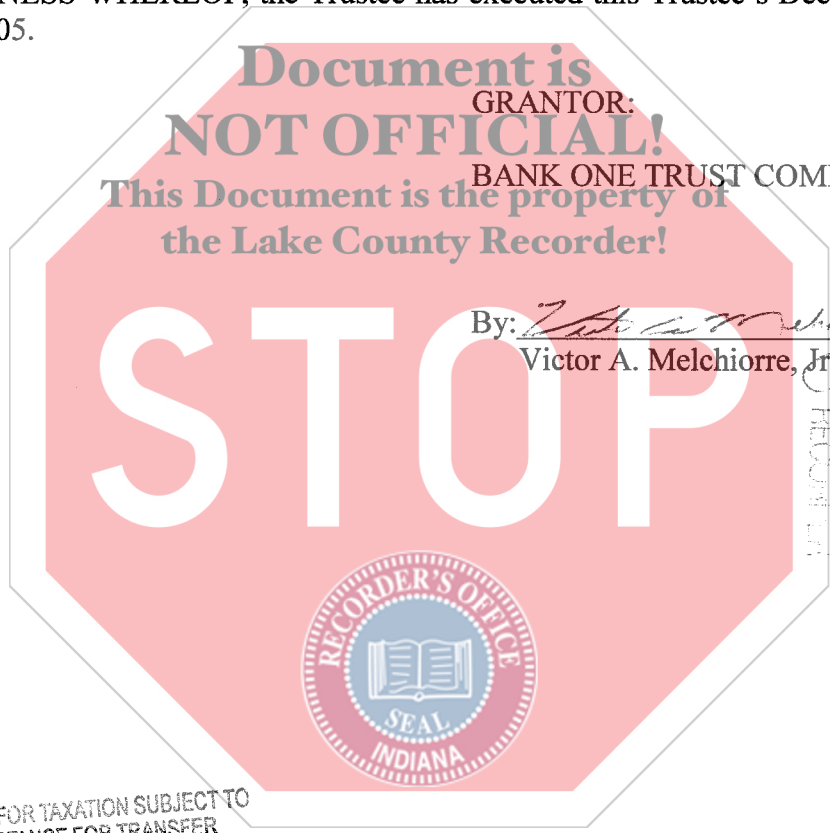 NESS WHEREOF, the Trustee has executed this Trustee's Dee
05.
Document is
NOT OFFICIAL!
This Document is the property of
the Lake County Recorder!
GRANTOR:
BANK ONE TRUST COM
By:
Victor A. Melchiorre, Jr
STOP
RECORDER'S OFFICE
SEAL
INDIANA
FOR TAXATION SUBJECT TO
FOR TRANSFER